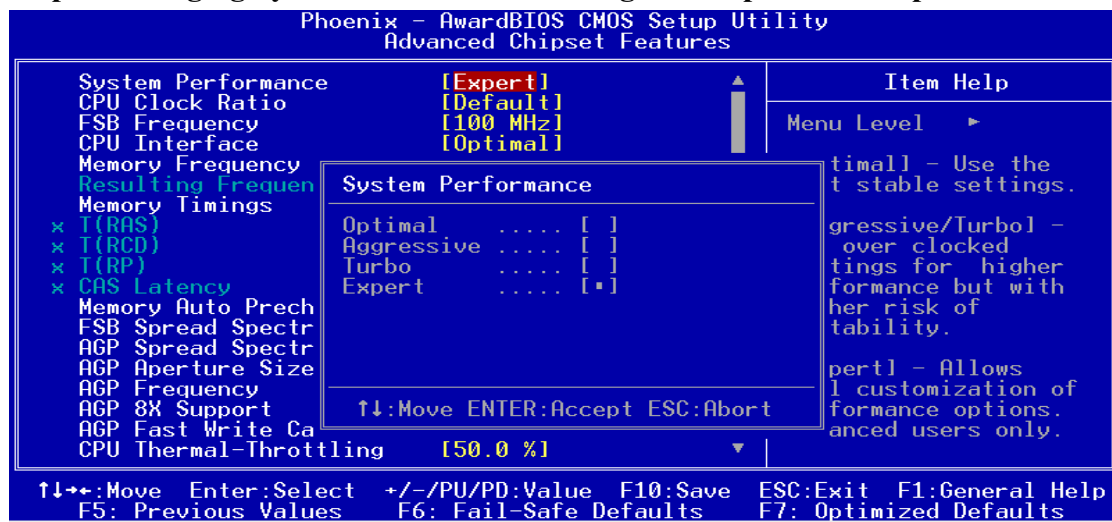 Phoenix - AwardBIOS CMOS Setup Utility
Advanced Chipset Features
System Performance [Expert]
CPU Clock Ratio [Default]
FSB Frequency [100 MHz]
CPU Interface [Optimal]
Memory Frequency
Resulting Frequen
Memory Timings
x T(RAS)
x T(RCD)
x T(RP)
x CAS Latency
Memory Auto Prech
FSB Spread Spectr
AGP Spread Spectr
AGP Aperture Size
AGP Frequency
AGP 8X Support
AGP Fast Write Ca
CPU Thermal-Throttling [50.0 %]
System Performance
Optimal ..... [ ]
Aggressive ..... [ ]
Turbo ..... [ ]
Expert ..... [▪]
↑↓:Move ENTER:Accept ESC:Abort
Item Help
Menu Level ►
timal] - Use the
t stable settings.
gressive/Turbo] -
over clocked
tings for higher
formance but with
her risk of
tability.
pert] - Allows
l customization of
formance options.
anced users only.
↑↓→←:Move Enter:Select +/-/PU/PD:Value F10:Save ESC:Exit F1:General Help
F5: Previous Values F6: Fail-Safe Defaults F7: Optimized Defaults